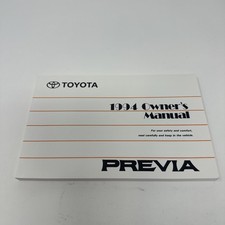 TOYOTA
1994 Owner's
Manual
For your safety and comfort,
read carefully and keep in the vehicle
PREVIA